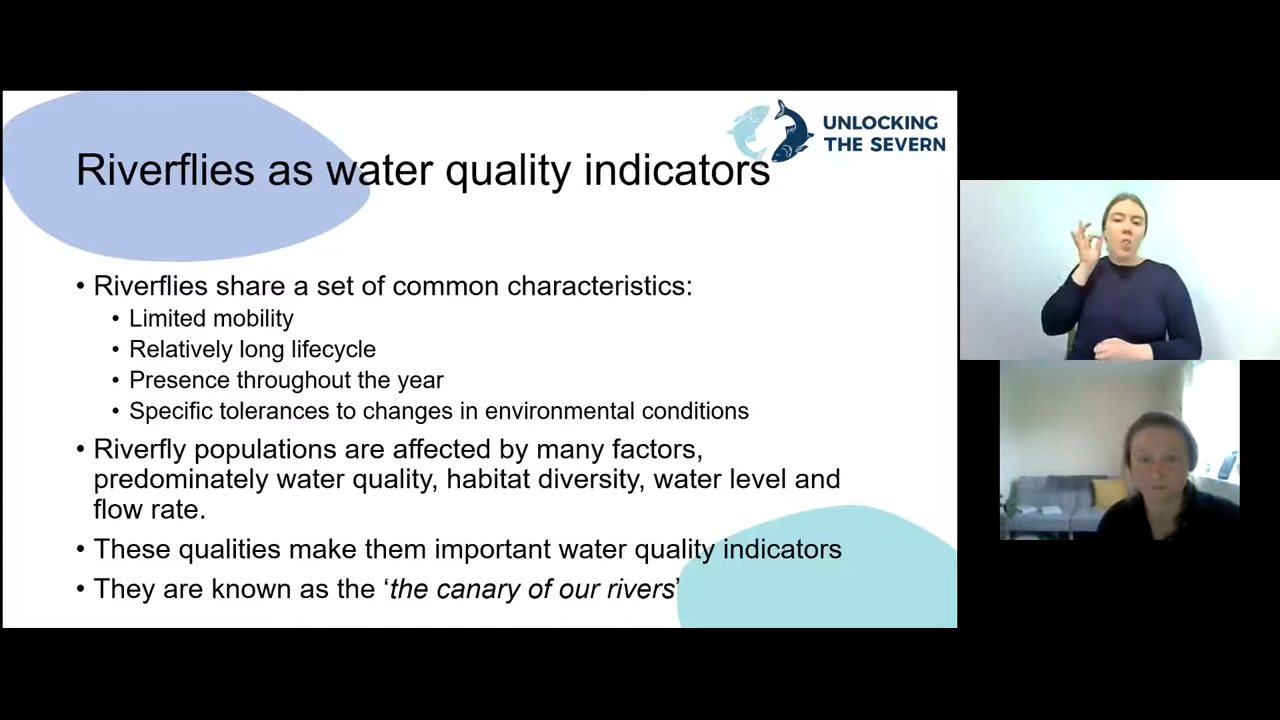 UNLOCKING
THE SEVERN
Riverflies as water quality indicators
• Riverflies share a set of common characteristics:
• Limited mobility
• Relatively long lifecycle
• Presence throughout the year
• Specific tolerances to changes in environmental conditions
• Riverfly populations are affected by many factors,
predominately water quality, habitat diversity, water level and
flow rate.
• These qualities make them important water quality indicators
• They are known as the ‘the canary of our rivers’